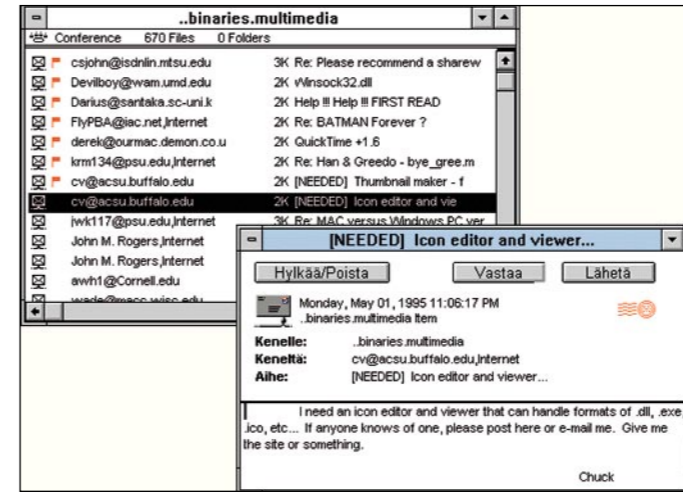 ..binaries.multimedia
Conference 670 Files 0 Folders
csjohn@isdnlin.mtsu.edu 3K Re: Please recommend a sharew
Devilboy@wam.umd.edu 2K Winsock32.dll
Darius@santaka.sc-uni.k 2K Help !!! Help !!! FIRST READ
FlyPBA@iac.net,Internet 2K Re: BATMAN Forever ?
derek@ourmac.demon.co.u 2K QuickTime +1.6
krm134@psu.edu,Internet 2K Re: Han & Greedo - bye_gree.m
cv@acsu.buffalo.edu 2K [NEEDED] Thumbnail maker - f
cv@acsu.buffalo.edu 2K [NEEDED] Icon editor and vie
jwk117@psu.edu,Internet 3K Re: MAC versus Windows PC ver
John M. Rogers,Internet
John M. Rogers,Internet
awh1@Cornell.edu
wade@macc.wisc.edu
[NEEDED] Icon editor and viewer...
Hylkää/Poista Vastaa Lähetä
Monday, May 01, 1995 11:06:17 PM
..binaries.multimedia Item
Kenelle: ..binaries.multimedia
Keneltä: cv@acsu.buffalo.edu,Internet
Aihe: [NEEDED] Icon editor and viewer...
I need an icon editor and viewer that can handle formats of .dll, .exe,
.ico, etc... If anyone knows of one, please post here or e-mail me. Give me
the site or something.
Chuck